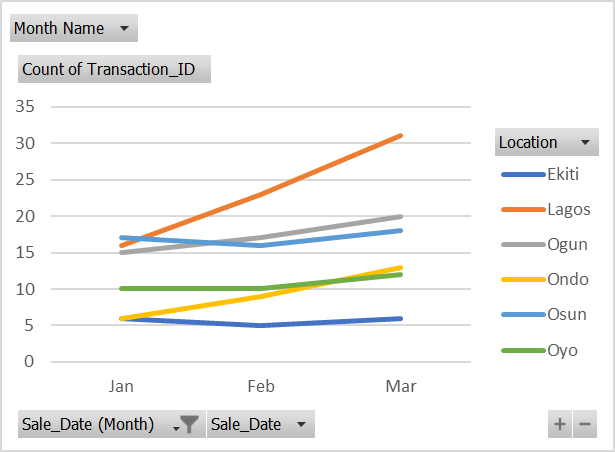 Month Name
Count of Transaction_ID
35
30
25
20
15
10
5
0
Jan Feb Mar
Location
Ekiti
Lagos
Ogun
Ondo
Osun
Oyo
Sale_Date (Month) Sale_Date
+ −